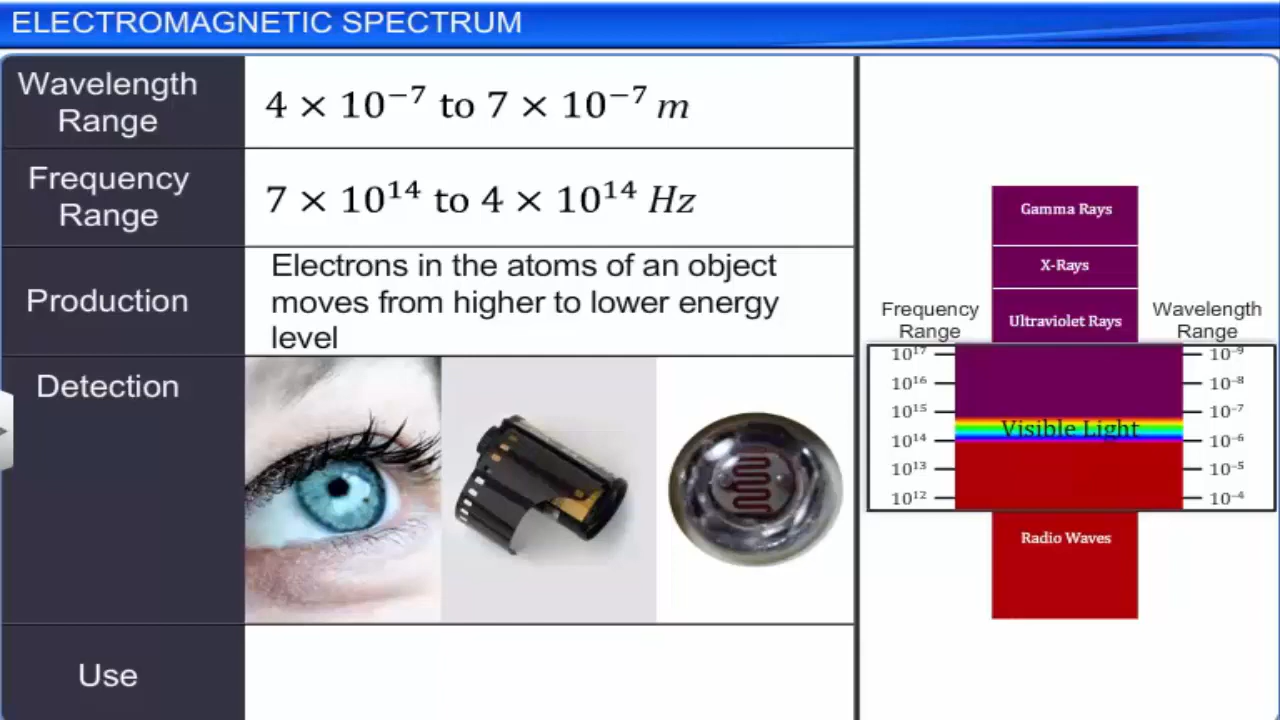 ELECTROMAGNETIC SPECTRUM
Wavelength
Range
4 × 10⁻⁷ to 7 × 10⁻⁷ m
Frequency
Range
7 × 10¹⁴ to 4 × 10¹⁴ Hz
Production
Electrons in the atoms of an object
moves from higher to lower energy
level
Detection
Use
Gamma Rays
X-Rays
Ultraviolet Rays
Frequency
Range
Wavelength
Range
10¹⁷ 10⁻⁹
10¹⁶ 10⁻⁸
10¹⁵ 10⁻⁷
Visible Light
10¹⁴ 10⁻⁶
10¹³ 10⁻⁵
10¹² 10⁻⁴
Radio Waves